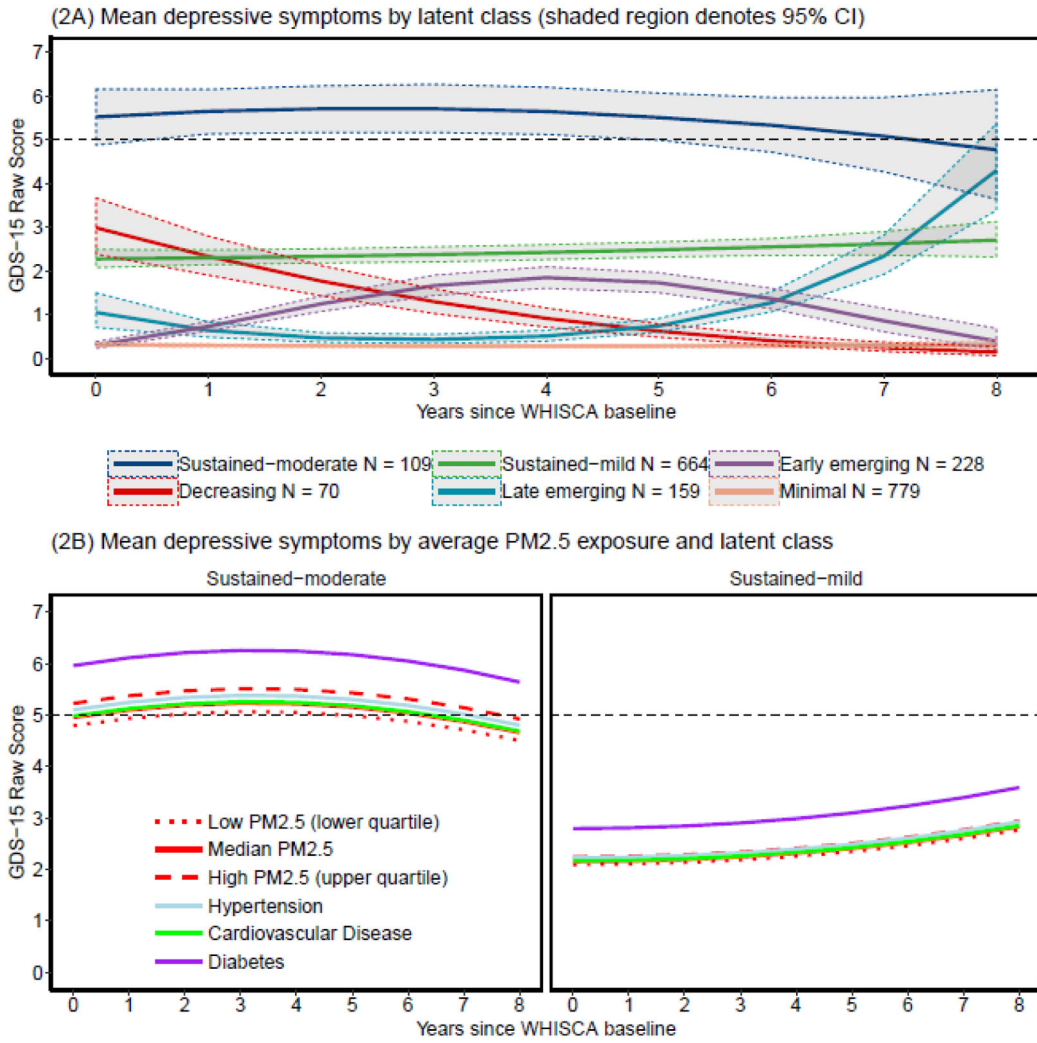 (2A) Mean depressive symptoms by latent class (shaded region denotes 95% CI)
7
6
5
4
3
2
1
0
GDS−15 Raw Score
0 1 2 3 4 5 6 7 8
Years since WHISCA baseline
Sustained−moderate N = 109 Sustained−mild N = 664 Early emerging N = 228
Decreasing N = 70 Late emerging N = 159 Minimal N = 779
(2B) Mean depressive symptoms by average PM2.5 exposure and latent class
Sustained−moderate Sustained−mild
7
6
5
4
3
2
1
0
GDS−15 Raw Score
Low PM2.5 (lower quartile)
Median PM2.5
High PM2.5 (upper quartile)
Hypertension
Cardiovascular Disease
Diabetes
0 1 2 3 4 5 6 7 8 0 1 2 3 4 5 6 7 8
Years since WHISCA baseline Years since WHISCA baseline